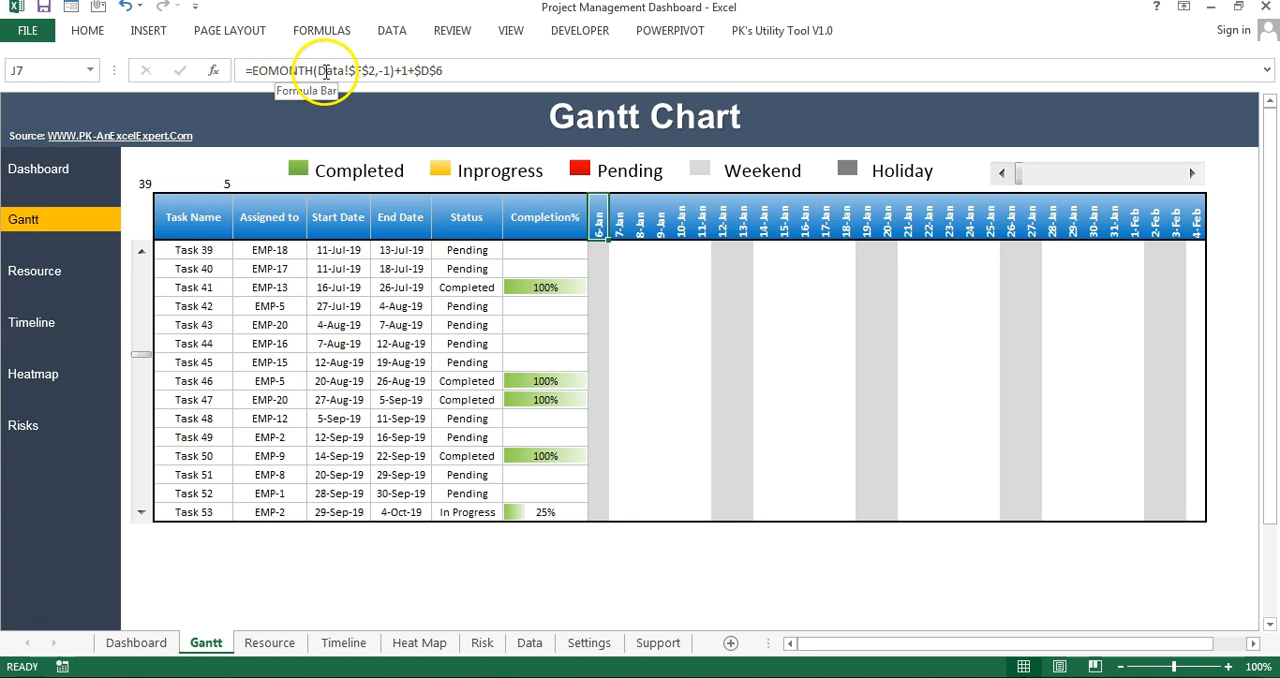 Project Management Dashboard - Excel
FILE HOME INSERT PAGE LAYOUT FORMULAS DATA REVIEW VIEW DEVELOPER POWERPIVOT PK's Utility Tool V1.0 Sign in
J7 fx =EOMONTH(Data!$F$2,-1)+1+$D$6
Formula Bar
Gantt Chart
Source: WWW.PK-AnExcelExpert.Com
Dashboard
Gantt
Resource
Timeline
Heatmap
Risks
Completed Inprogress Pending Weekend Holiday
39 5
Task Name Assigned to Start Date End Date Status Completion% 6-Jan 7-Jan 8-Jan 9-Jan 10-Jan 11-Jan 12-Jan 13-Jan 14-Jan 15-Jan 16-Jan 17-Jan 18-Jan 19-Jan 20-Jan 21-Jan 22-Jan 23-Jan 24-Jan 25-Jan 26-Jan 27-Jan 28-Jan 29-Jan 30-Jan 31-Jan 1-Feb 2-Feb 3-Feb 4-Feb
Task 39 EMP-18 11-Jul-19 13-Jul-19 Pending
Task 40 EMP-17 11-Jul-19 18-Jul-19 Pending
Task 41 EMP-13 16-Jul-19 26-Jul-19 Completed 100%
Task 42 EMP-5 27-Jul-19 4-Aug-19 Pending
Task 43 EMP-20 4-Aug-19 7-Aug-19 Pending
Task 44 EMP-16 7-Aug-19 12-Aug-19 Pending
Task 45 EMP-15 12-Aug-19 19-Aug-19 Pending
Task 46 EMP-5 20-Aug-19 26-Aug-19 Completed 100%
Task 47 EMP-20 27-Aug-19 5-Sep-19 Completed 100%
Task 48 EMP-12 5-Sep-19 11-Sep-19 Pending
Task 49 EMP-2 12-Sep-19 16-Sep-19 Pending
Task 50 EMP-9 14-Sep-19 22-Sep-19 Completed 100%
Task 51 EMP-8 20-Sep-19 29-Sep-19 Pending
Task 52 EMP-1 28-Sep-19 30-Sep-19 Pending
Task 53 EMP-2 29-Sep-19 4-Oct-19 In Progress 25%
Dashboard Gantt Resource Timeline Heat Map Risk Data Settings Support
READY 100%